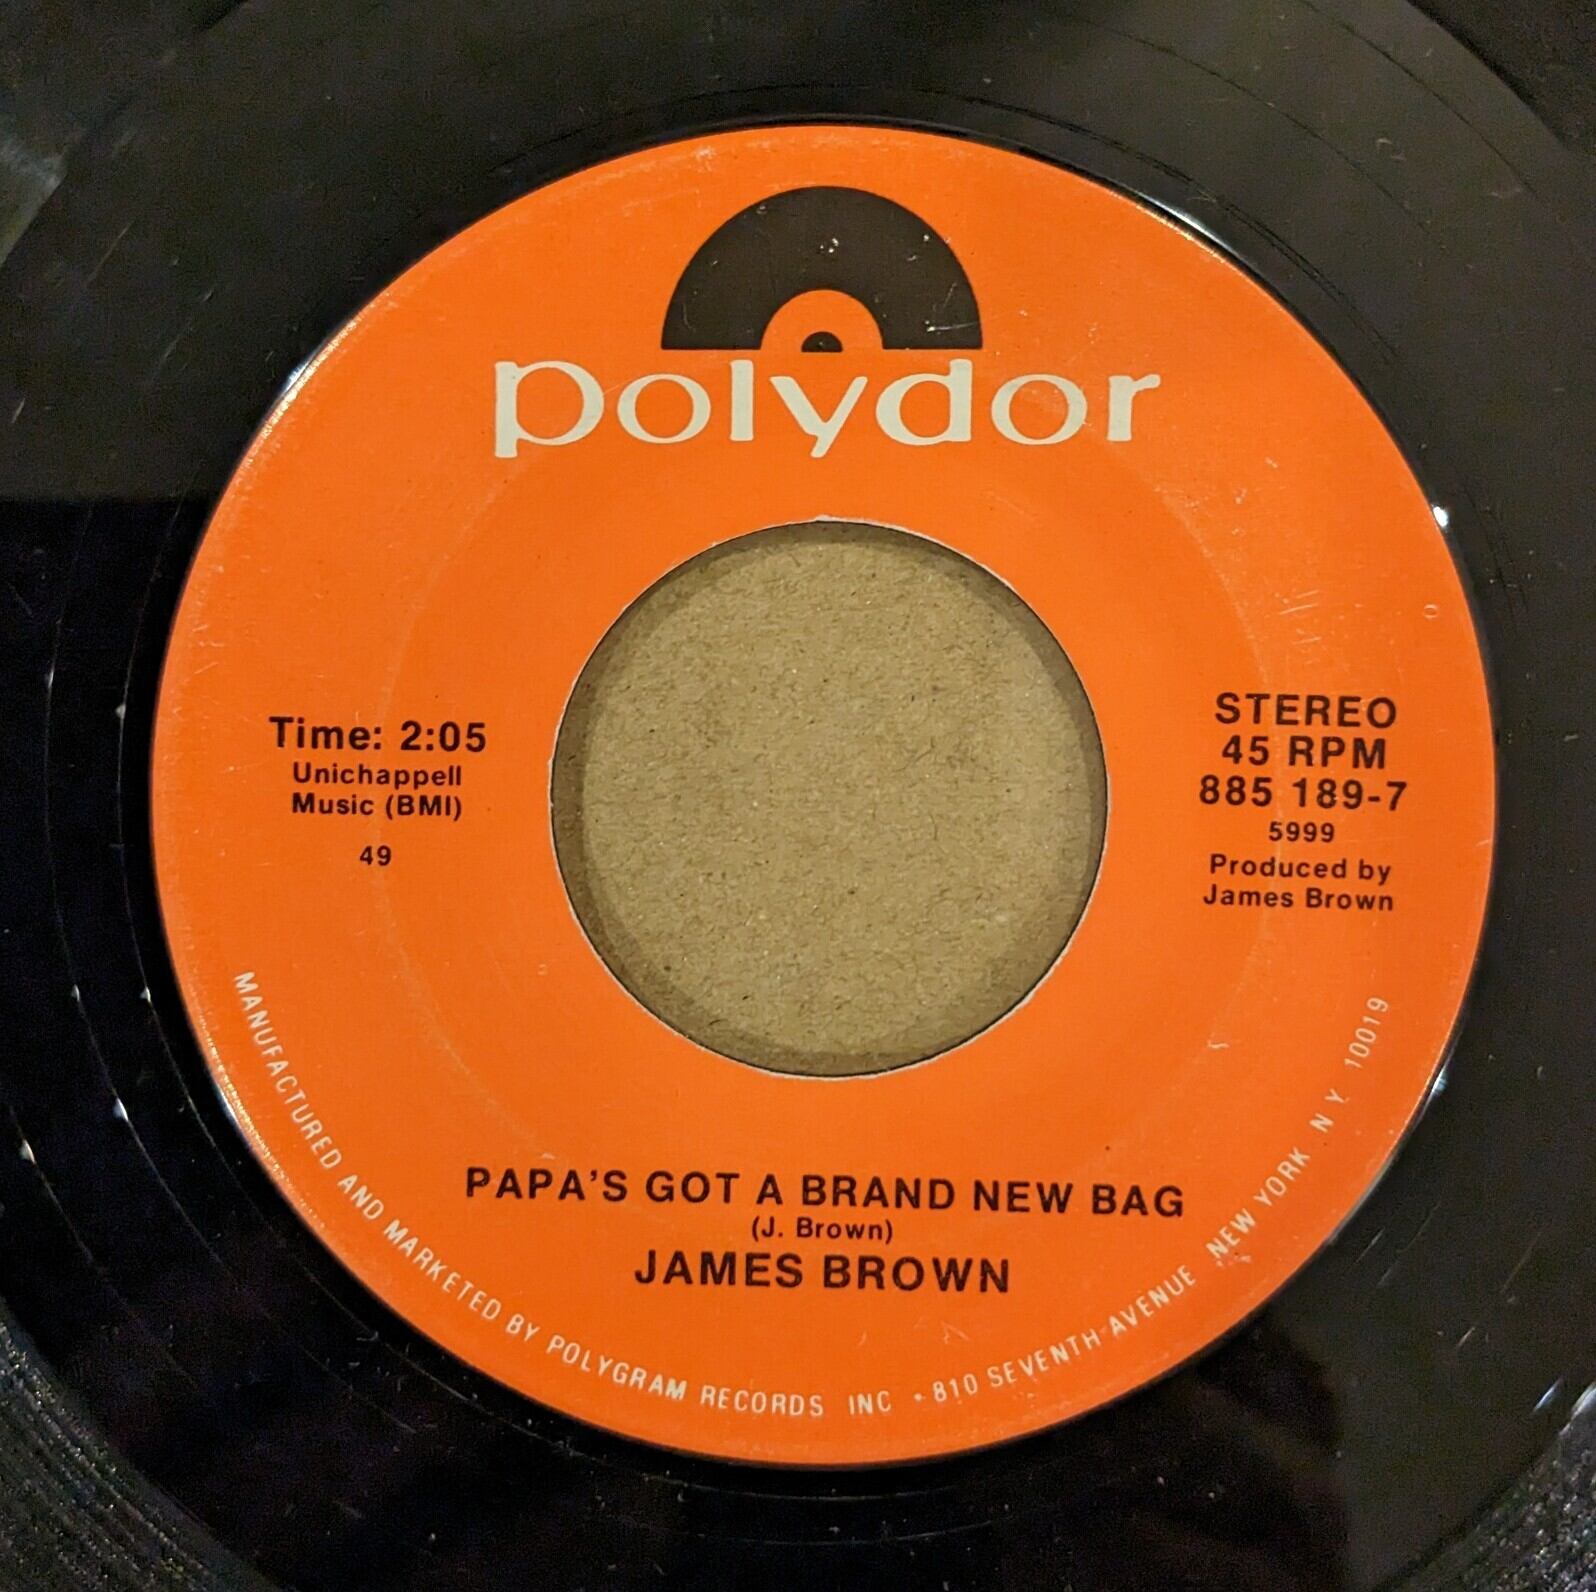 polydor
Time: 2:05
Unichappell
Music (BMI)
49
STEREO
45 RPM
885 189-7
5999
Produced by
James Brown
PAPA'S GOT A BRAND NEW BAG
(J. Brown)
JAMES BROWN
MANUFACTURED AND MARKETED BY POLYGRAM RECORDS INC • 810 SEVENTH AVENUE NEW YORK N Y 10019